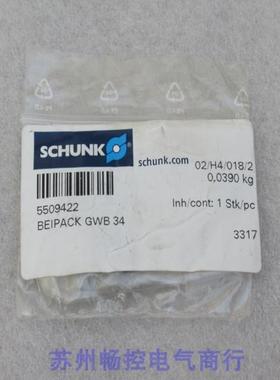 SCHUNK
schunk.com
02/H4/018/2
0,0390 kg
5509422
Inh/cont: 1 Stk/pc
BEIPACK GWB 34
3317
苏州畅控电气商行